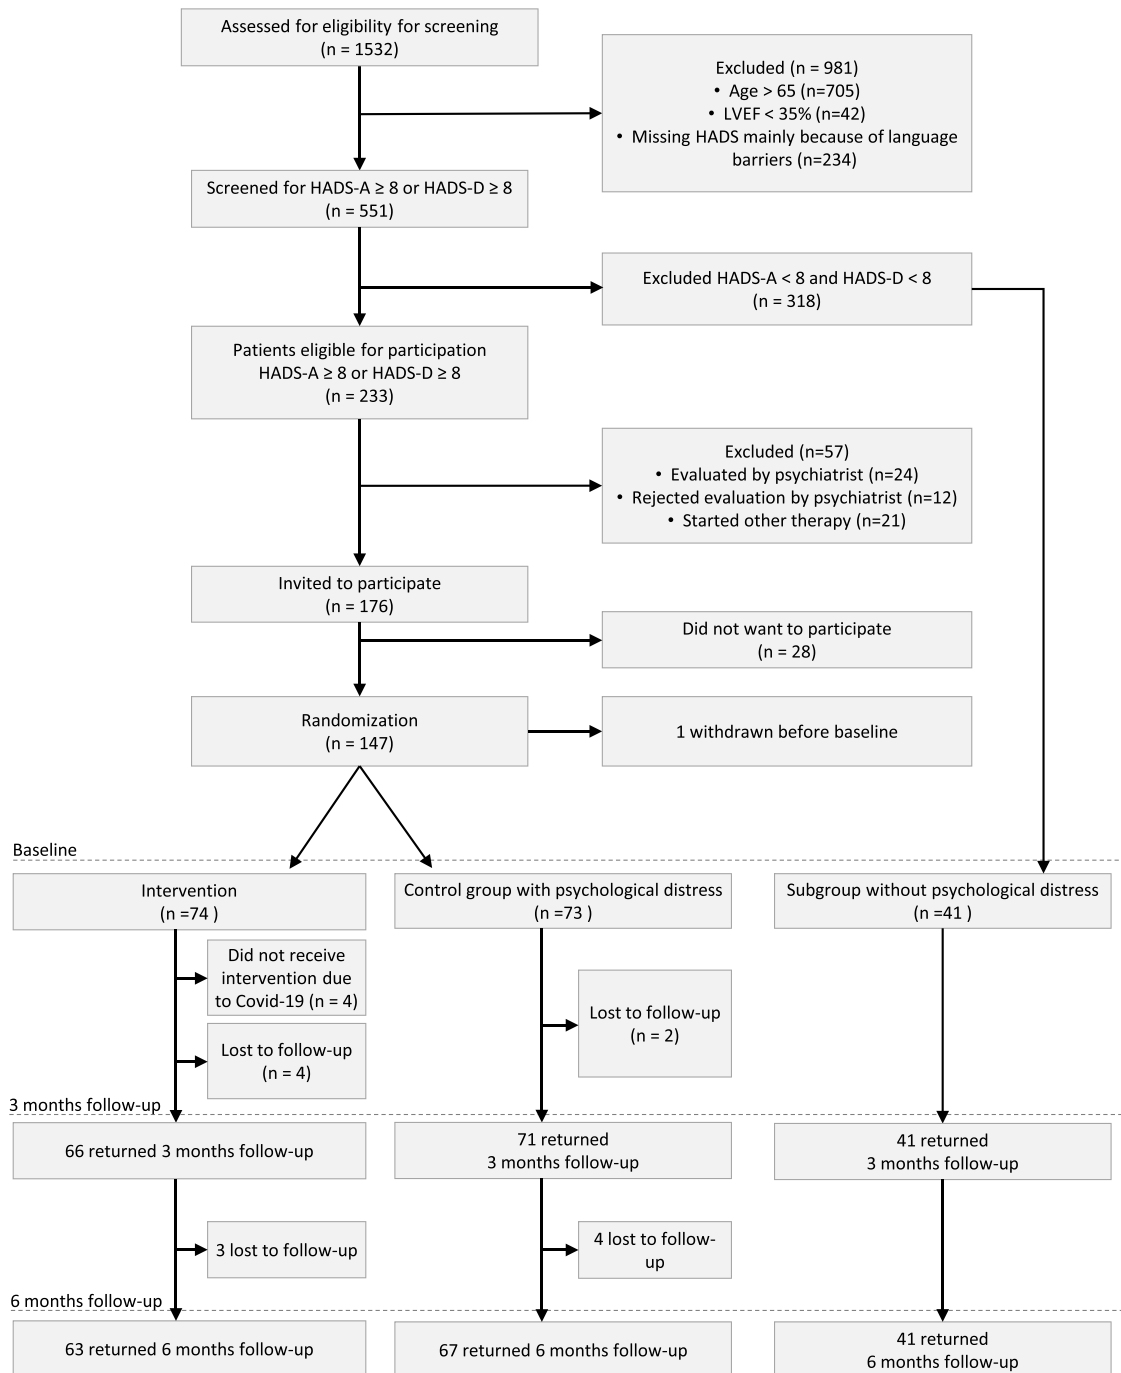 Assessed for eligibility for screening
(n = 1532)
Excluded (n = 981)
• Age > 65 (n=705)
• LVEF < 35% (n=42)
• Missing HADS mainly because of language
barriers (n=234)
Screened for HADS-A ≥ 8 or HADS-D ≥ 8
(n = 551)
Excluded HADS-A < 8 and HADS-D < 8
(n = 318)
Patients eligible for participation
HADS-A ≥ 8 or HADS-D ≥ 8
(n = 233)
Excluded (n=57)
• Evaluated by psychiatrist (n=24)
• Rejected evaluation by psychiatrist (n=12)
• Started other therapy (n=21)
Invited to participate
(n = 176)
Did not want to participate
(n = 28)
Randomization
(n = 147)
1 withdrawn before baseline
Baseline
Intervention
(n =74 )
Control group with psychological distress
(n =73 )
Subgroup without psychological distress
(n =41 )
Did not receive
intervention due
to Covid-19 (n = 4)
Lost to follow-up
(n = 4)
Lost to follow-up
(n = 2)
3 months follow-up
66 returned 3 months follow-up
71 returned
3 months follow-up
41 returned
3 months follow-up
3 lost to follow-up
4 lost to follow-
up
6 months follow-up
63 returned 6 months follow-up
67 returned 6 months follow-up
41 returned
6 months follow-up